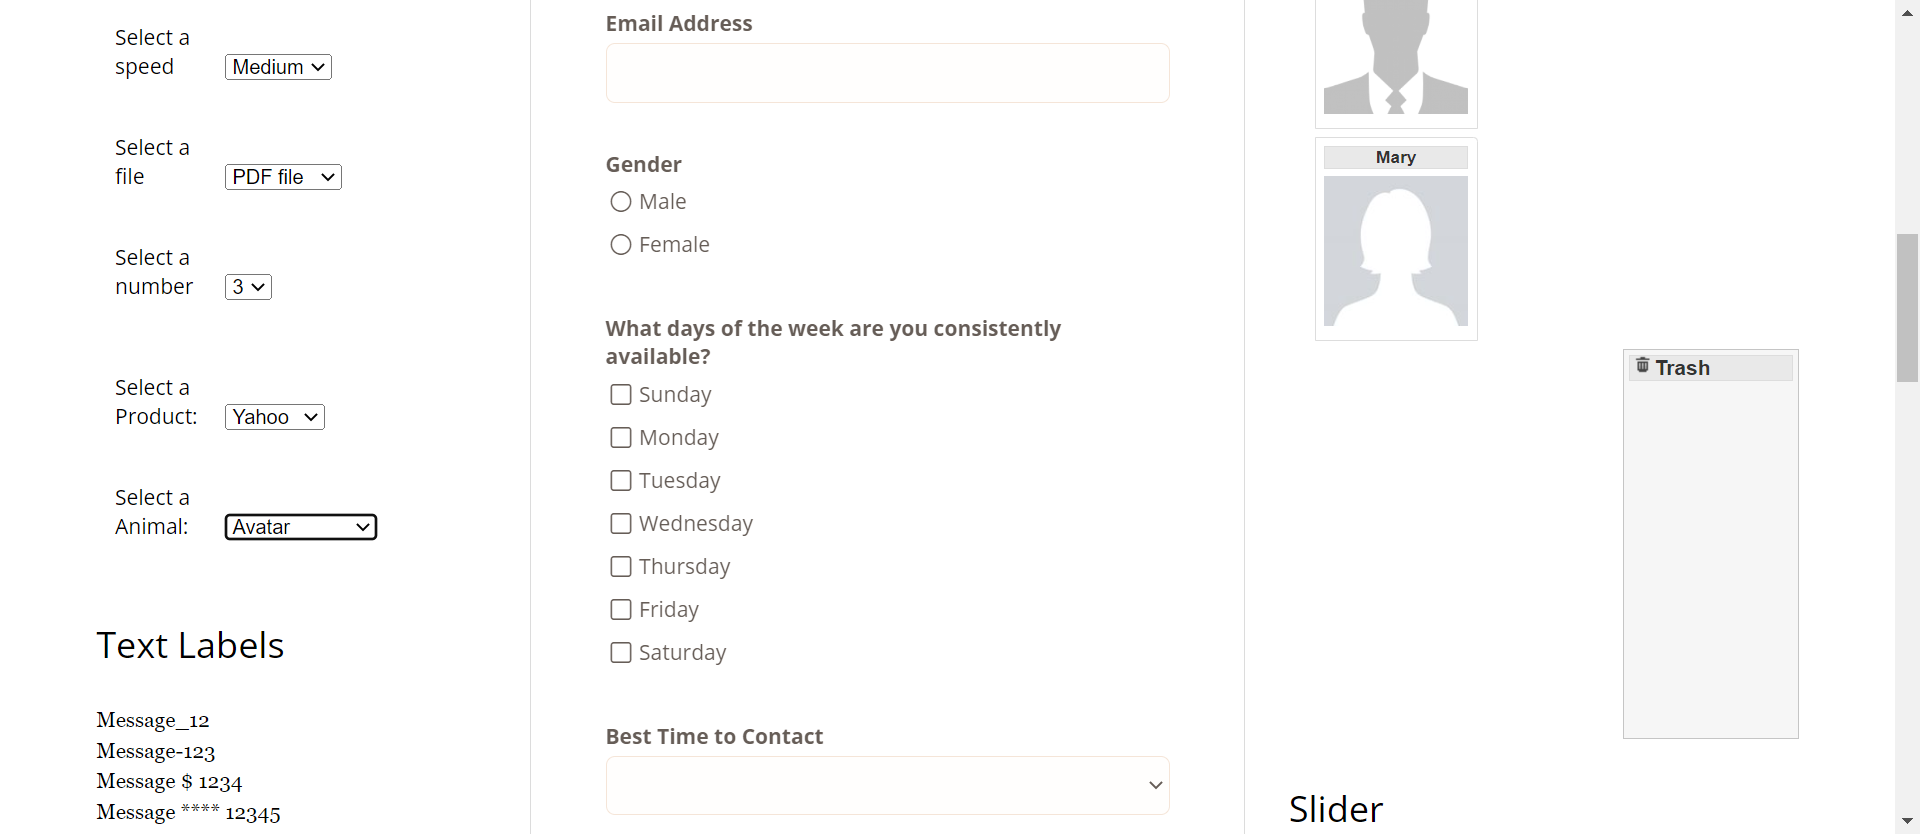 Select a
speed
Medium
Select a
file
PDF file
Select a
number
3
Select a
Product:
Yahoo
Select a
Animal:
Avatar
Text Labels
Message_12
Message-123
Message $ 1234
Message **** 12345
Email Address
Gender
Male
Female
What days of the week are you consistently
available?
Sunday
Monday
Tuesday
Wednesday
Thursday
Friday
Saturday
Best Time to Contact
Mary
Trash
Slider